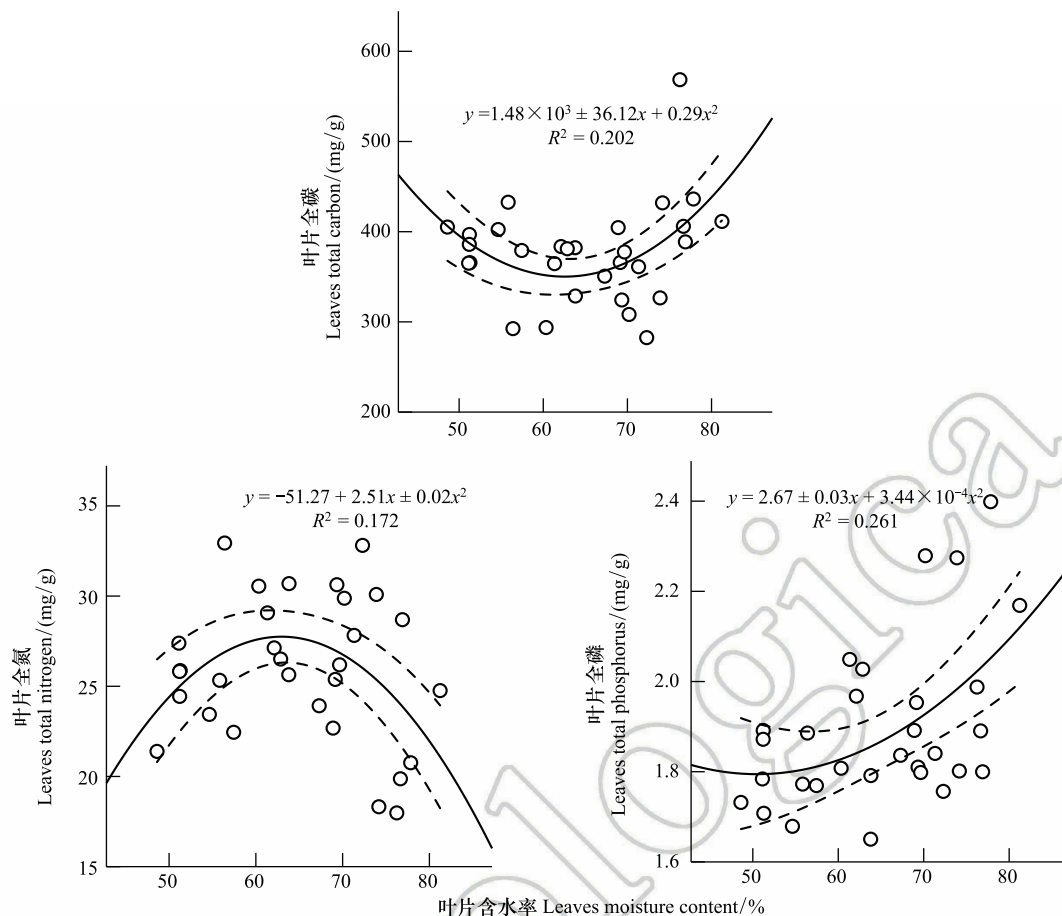 600
500
400
300
200
50
60
70
80
y =1.48×10³ ± 36.12x + 0.29x²
R² = 0.202
叶片全碳
Leaves total carbon/(mg/g)
35
30
25
20
15
50
60
70
80
y = −51.27 + 2.51x ± 0.02x²
R² = 0.172
叶片全氮
Leaves total nitrogen/(mg/g)
2.4
2.2
2.0
1.8
1.6
50
60
70
80
y = 2.67 ± 0.03x + 3.44×10⁻⁴x²
R² = 0.261
叶片全磷
Leaves total phosphorus/(mg/g)
叶片含水率 Leaves moisture content/%
logica